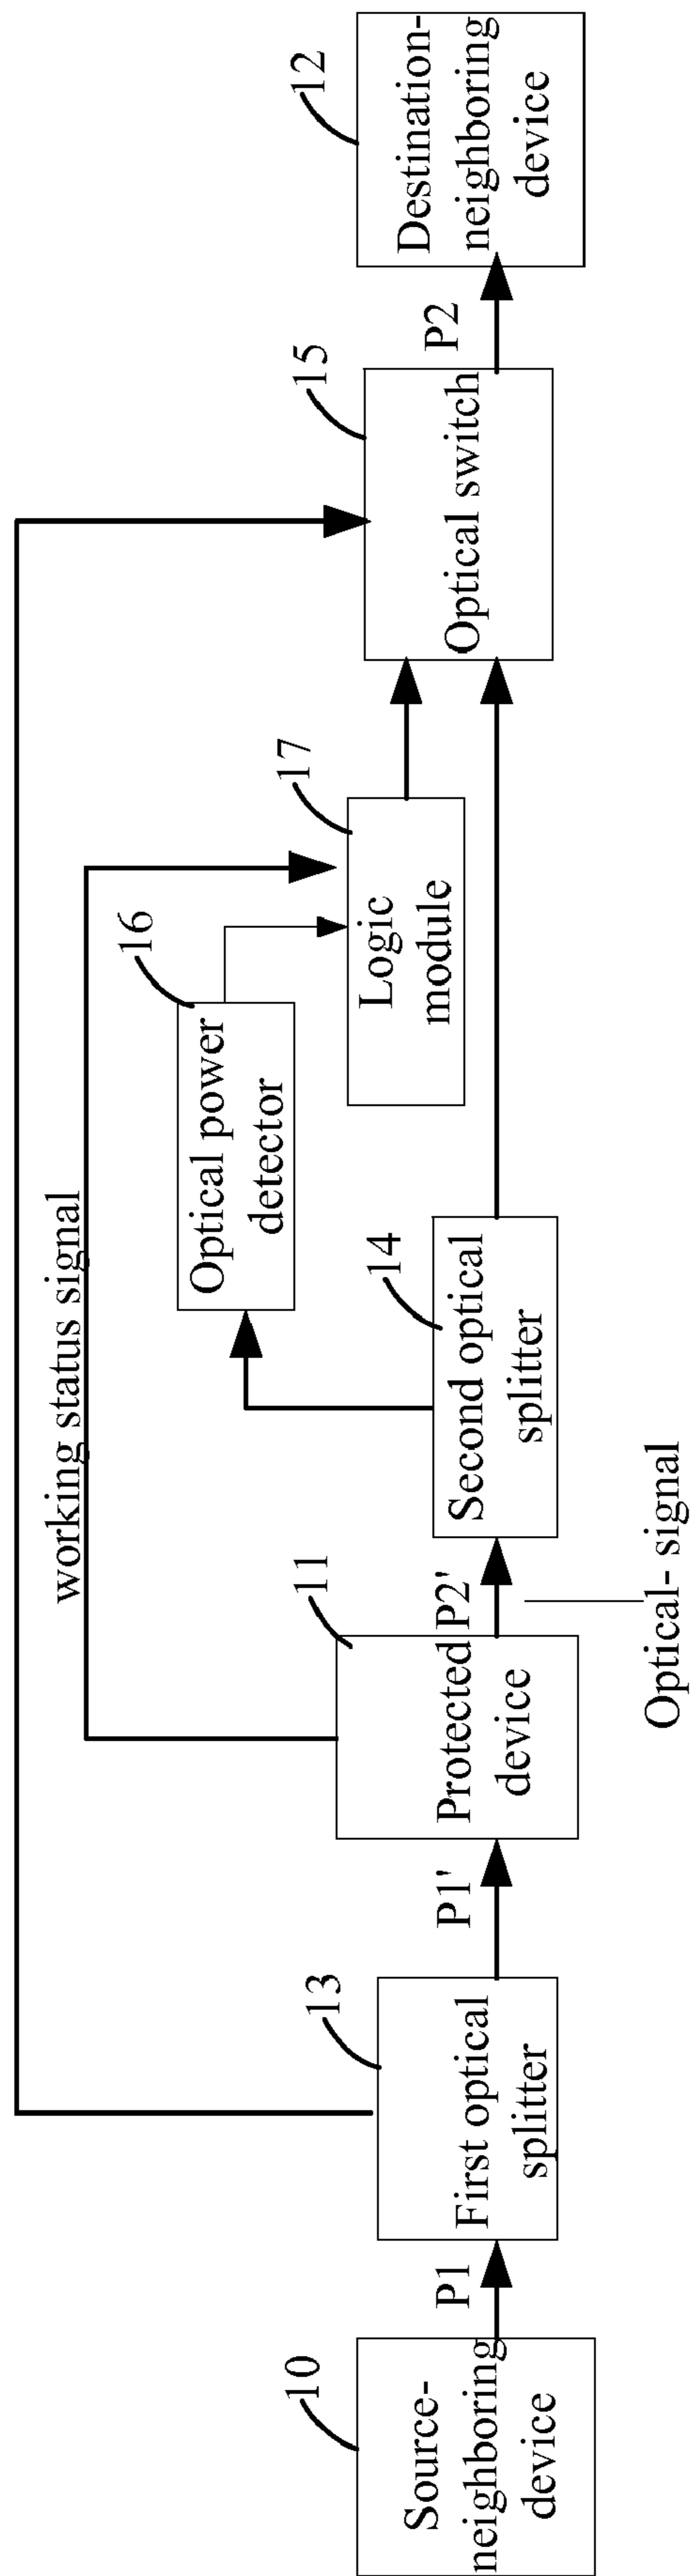 10
Source-
neighboring
device
P1
13
First optical
splitter
P1'
11
Protected
device
P2'
Optical- signal
working status signal
14
Second optical
splitter
16
Optical power
detector
17
Logic
module
15
Optical switch
P2
12
Destination-
neighboring
device